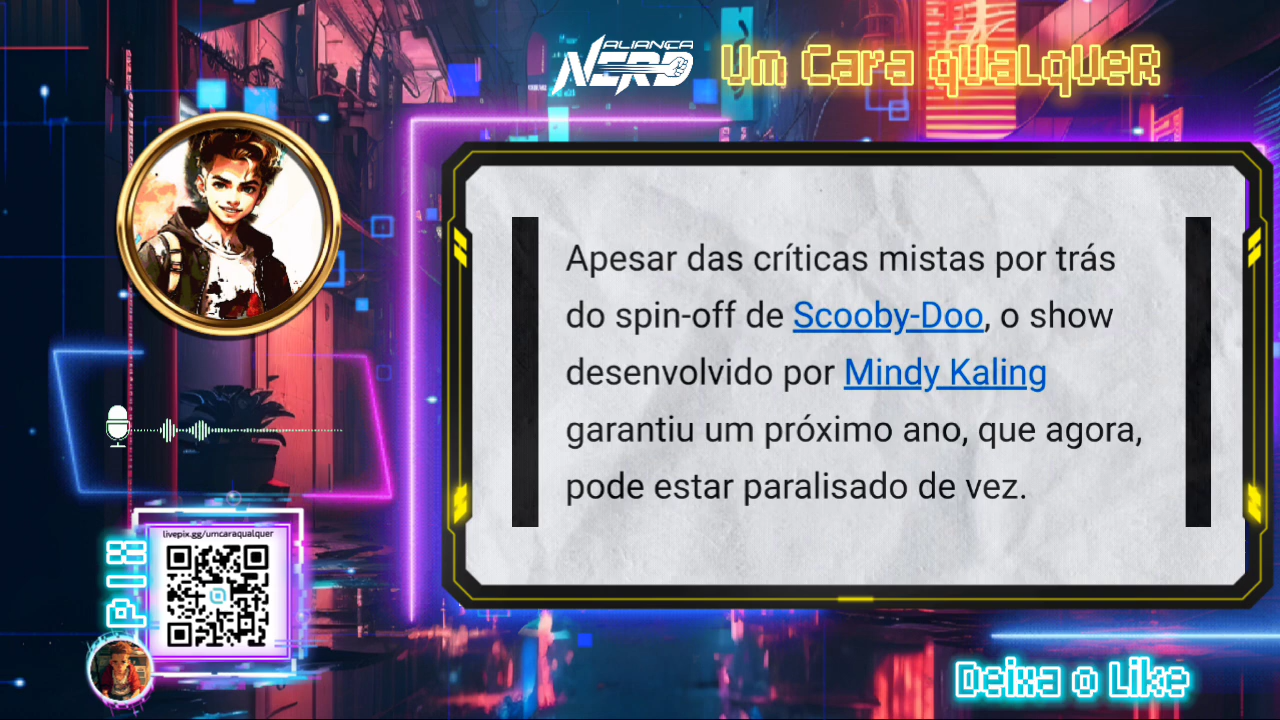 ALIANÇA
NERD
Um Cara qUaLqUeR
Apesar das críticas mistas por trás
do spin-off de Scooby-Doo, o show
desenvolvido por Mindy Kaling
garantiu um próximo ano, que agora,
pode estar paralisado de vez.
livepix.gg/umcaraqualquer
PIX
Deixa o Like